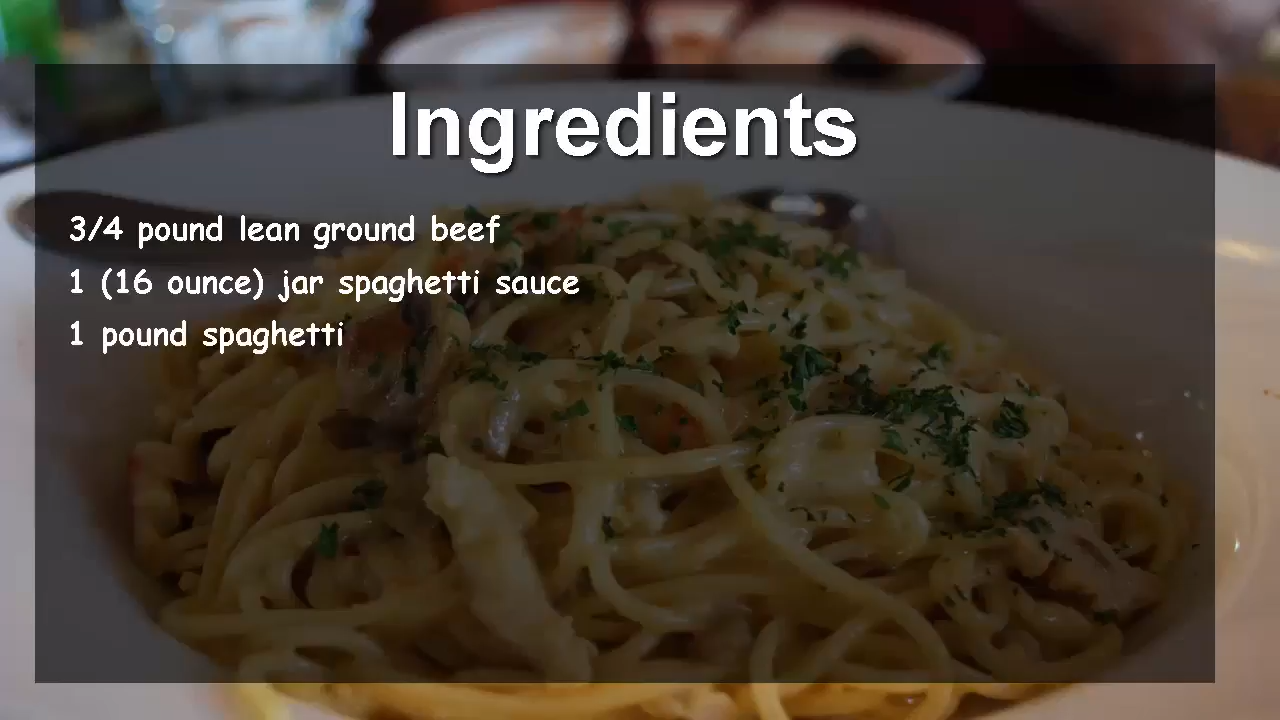 Ingredients
3/4 pound lean ground beef
1 (16 ounce) jar spaghetti sauce
1 pound spaghetti